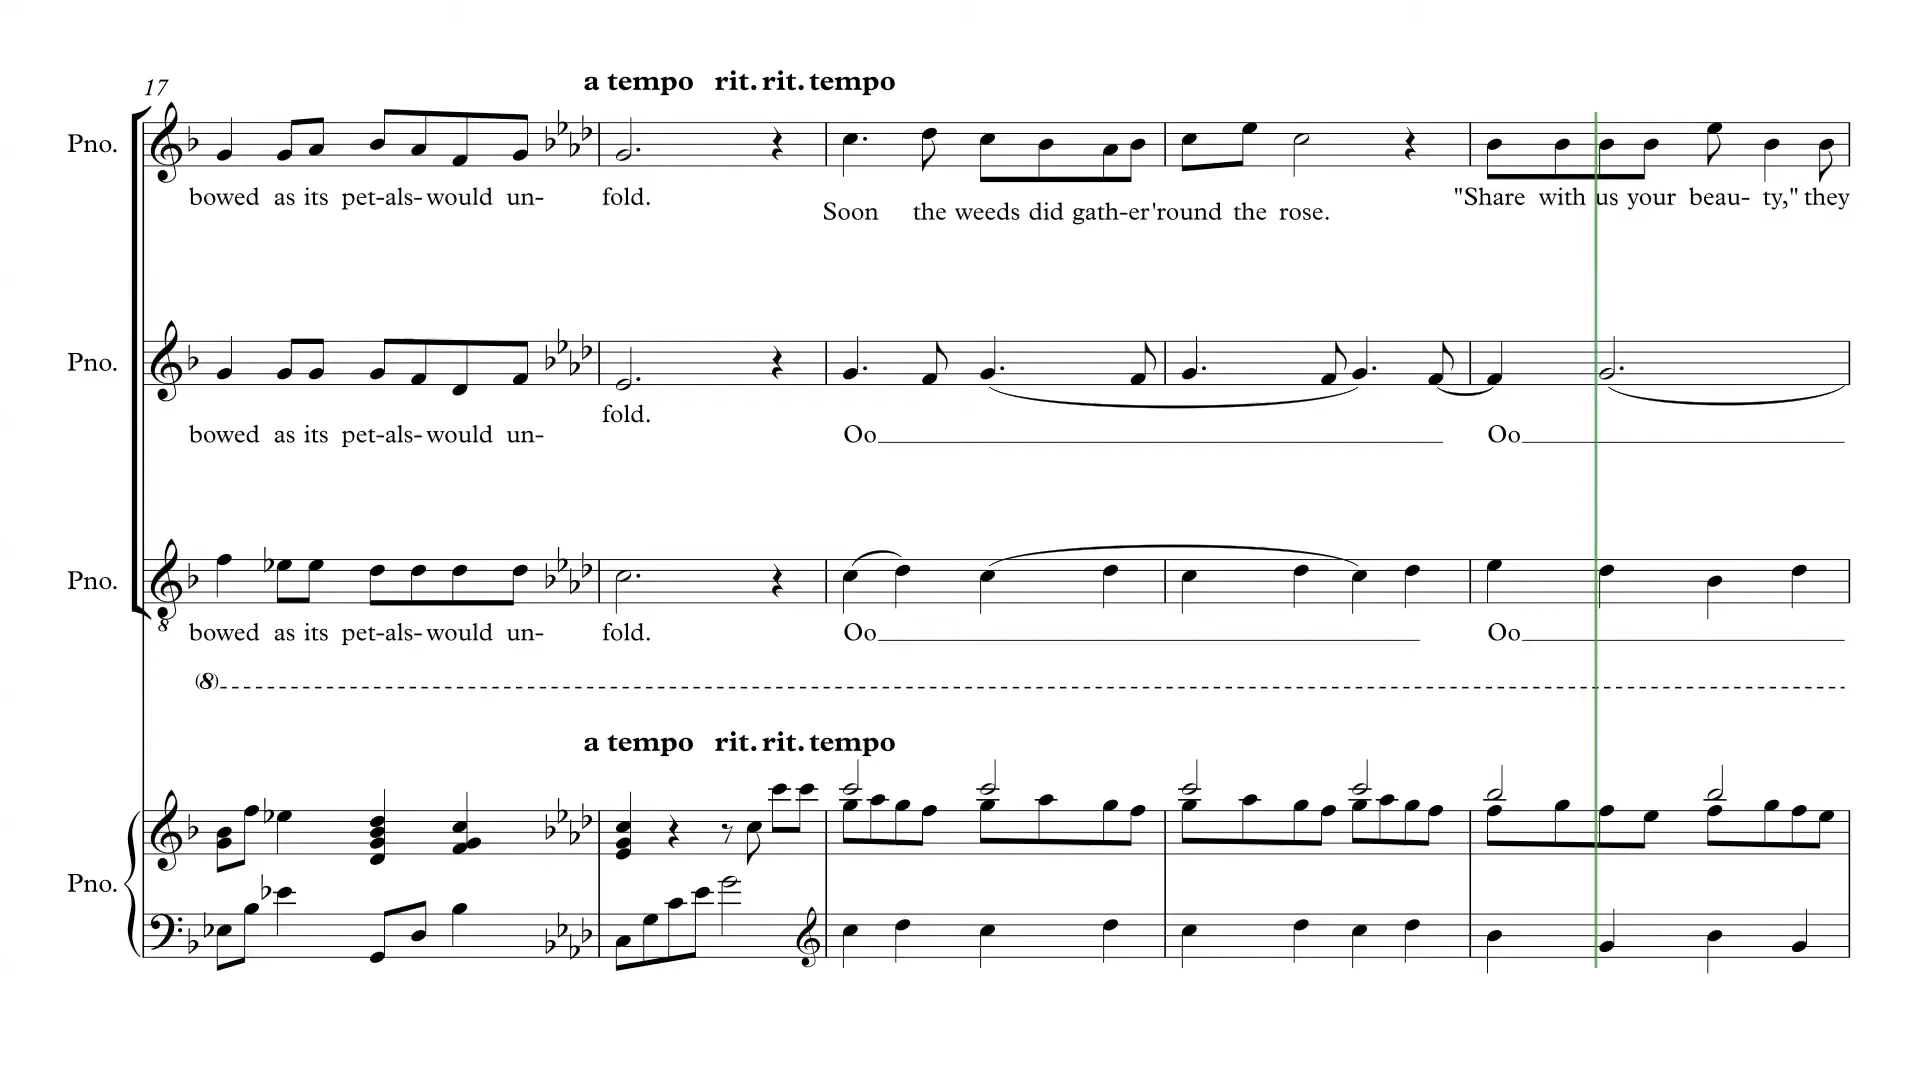 17
a tempo rit. rit. tempo
Pno.
bowed as its pet-als-would un- fold.
Soon the weeds did gath-er 'round the rose.
"Share with us your beau- ty," they
Pno.
fold.
bowed as its pet-als-would un- Oo Oo
Pno.
8
bowed as its pet-als-would un- fold. Oo Oo
(8)
a tempo rit. rit. tempo
Pno.